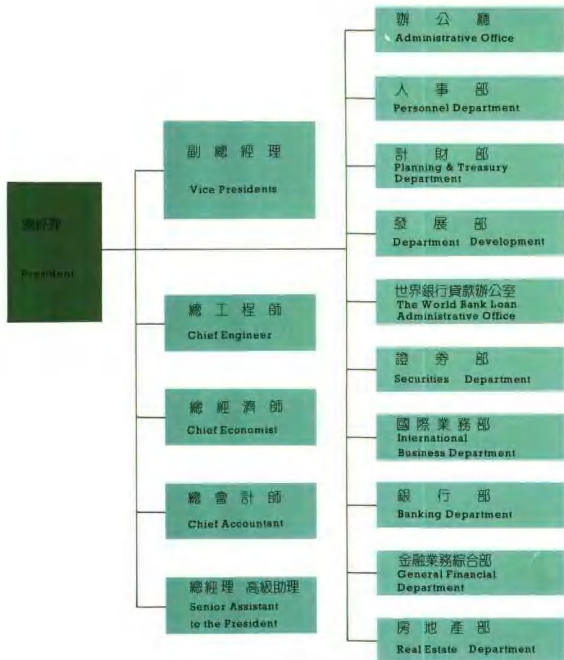 總經理
President
副總經理
Vice Presidents
總工程師
Chief Engineer
總經濟師
Chief Economist
總會計師
Chief Accountant
總經理 高級助理
Senior Assistant
to the President
辦公廳
Administrative Office
人事部
Personnel Department
計財部
Planning & Treasury
Department
發展部
Department Development
世界銀行貸款辦公室
The World Bank Loan
Administrative Office
證券部
Securities Department
國際業務部
International
Business Department
銀行部
Banking Department
金融業務綜合部
General Financial
Department
房地產部
Real Estate Department